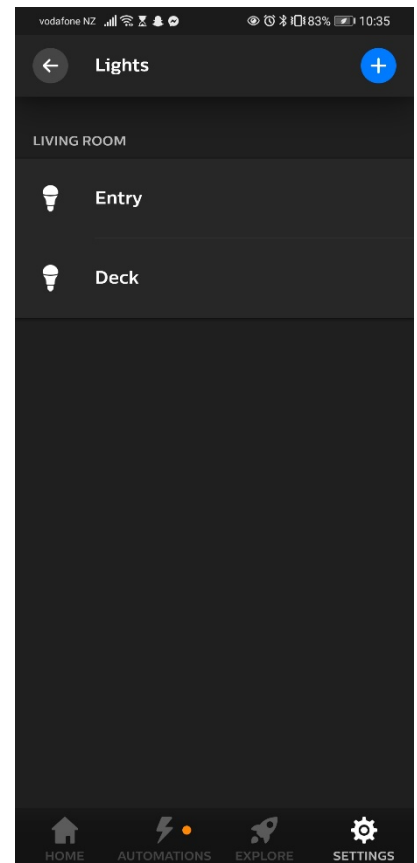 vodafone NZ 83% 10:35
Lights
LIVING ROOM
Entry
Deck
HOME AUTOMATIONS EXPLORE SETTINGS